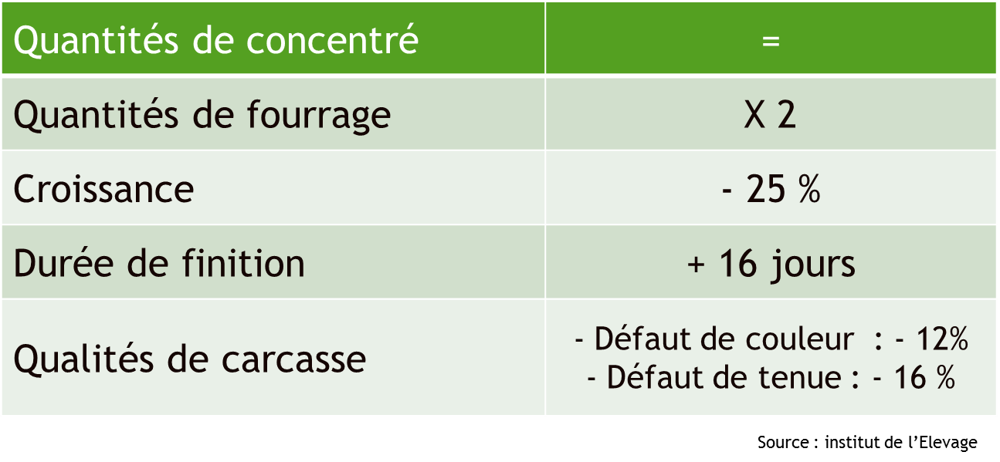 Quantités de concentré =
Quantités de fourrage X 2
Croissance - 25 %
Durée de finition + 16 jours
Qualités de carcasse
- Défaut de couleur : - 12%
- Défaut de tenue : - 16 %
Source : institut de l’Elevage